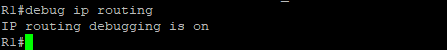 R1#debug ip routing
IP routing debugging is on
R1#